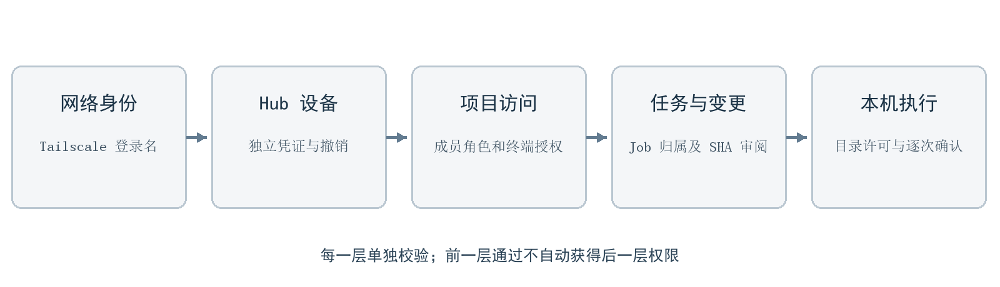 网络身份
Tailscale 登录名
Hub 设备
独立凭证与撤销
项目访问
成员角色和终端授权
任务与变更
Job 归属及 SHA 审阅
本机执行
目录许可与逐次确认
每一层单独校验；前一层通过不自动获得后一层权限